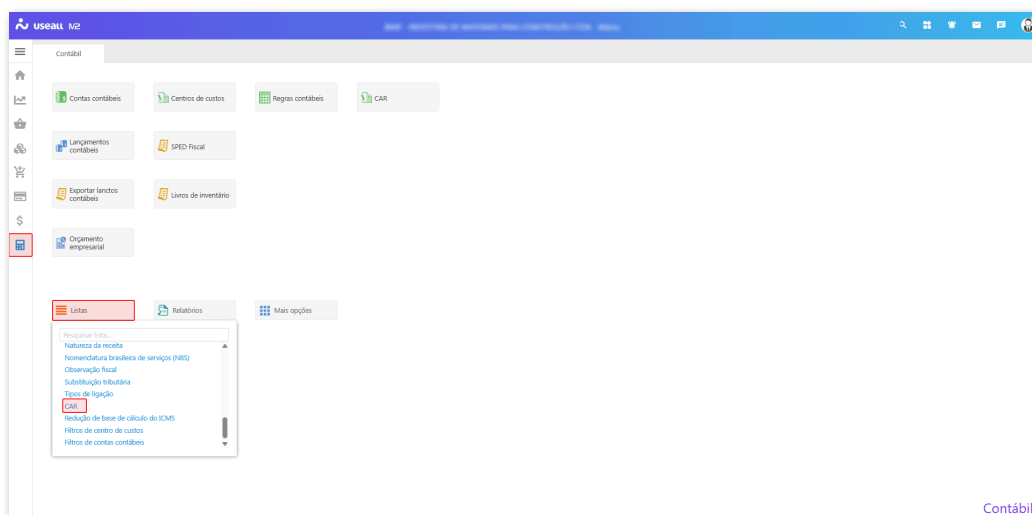 useall M2
Contábil
Contas contábeis
Centros de custos
Regras contábeis
CAR
Lançamentos
contábeis
SPED Fiscal
Exportar lanctos
contábeis
Livros de inventário
Orçamento
empresarial
Listas
Relatórios
Mais opções
Pesquisar lista...
Natureza da receita
Nomenclatura brasileira de serviços (NBS)
Observação fiscal
Substituição tributária
Tipos de ligação
CAR
Redução de base de cálculo do ICMS
Filtros de centro de custos
Filtros de contas contábeis
Contábil